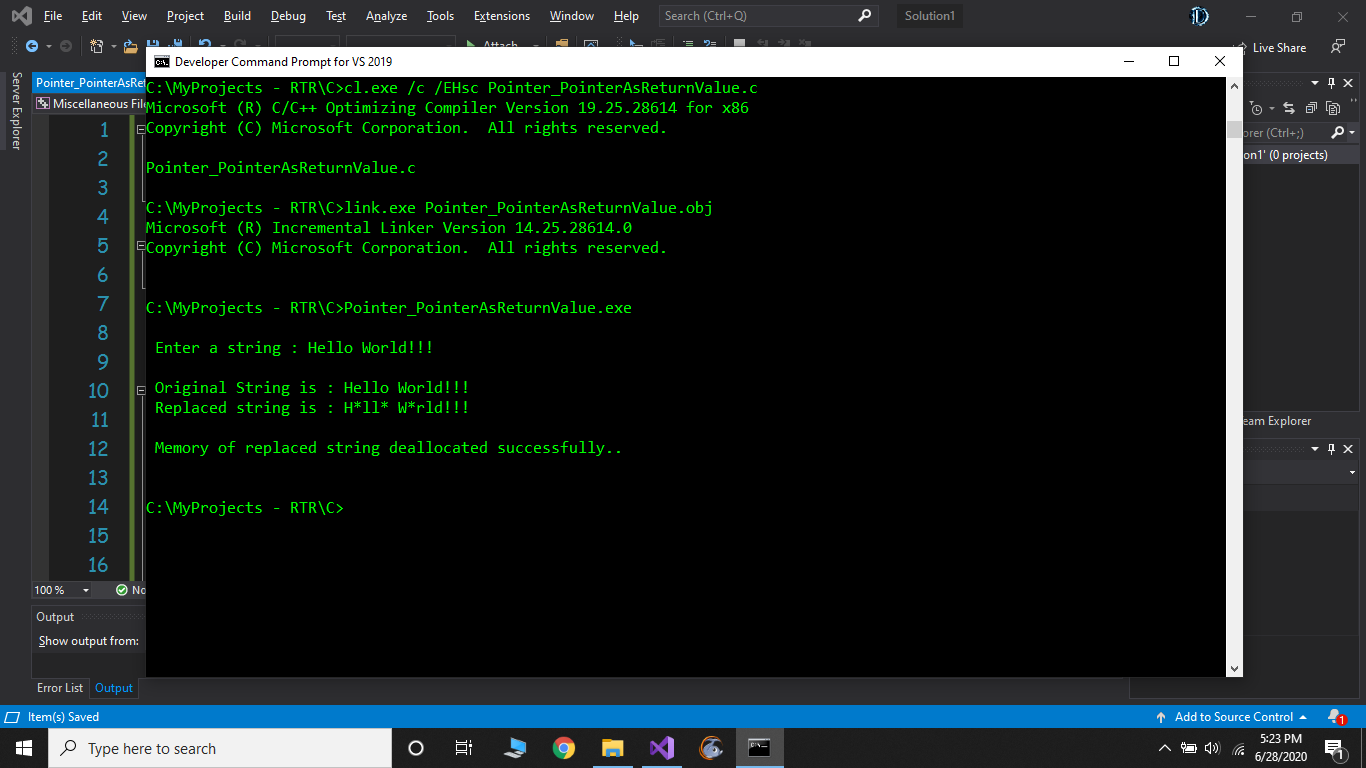 File Edit View Project Build Debug Test Analyze Tools Extensions Window Help Search (Ctrl+Q) Solution1
Attach Live Share
Developer Command Prompt for VS 2019
Server Explorer
Pointer_PointerAsRe
Miscellaneous File
1
2
3
4
5
6
7
8
9
10
11
12
13
14
15
16
C:\MyProjects - RTR\C>cl.exe /c /EHsc Pointer_PointerAsReturnValue.c
Microsoft (R) C/C++ Optimizing Compiler Version 19.25.28614 for x86
Copyright (C) Microsoft Corporation.  All rights reserved.
Pointer_PointerAsReturnValue.c
C:\MyProjects - RTR\C>link.exe Pointer_PointerAsReturnValue.obj
Microsoft (R) Incremental Linker Version 14.25.28614.0
Copyright (C) Microsoft Corporation.  All rights reserved.
C:\MyProjects - RTR\C>Pointer_PointerAsReturnValue.exe
Enter a string : Hello World!!!
Original String is : Hello World!!!
Replaced string is : H*ll* W*rld!!!
Memory of replaced string deallocated successfully..
C:\MyProjects - RTR\C>
orer (Ctrl+;)
on1' (0 projects)
eam Explorer
100 % No
Output
Show output from:
Error List Output
Item(s) Saved Add to Source Control 1
Type here to search
5:23 PM
6/28/2020
1